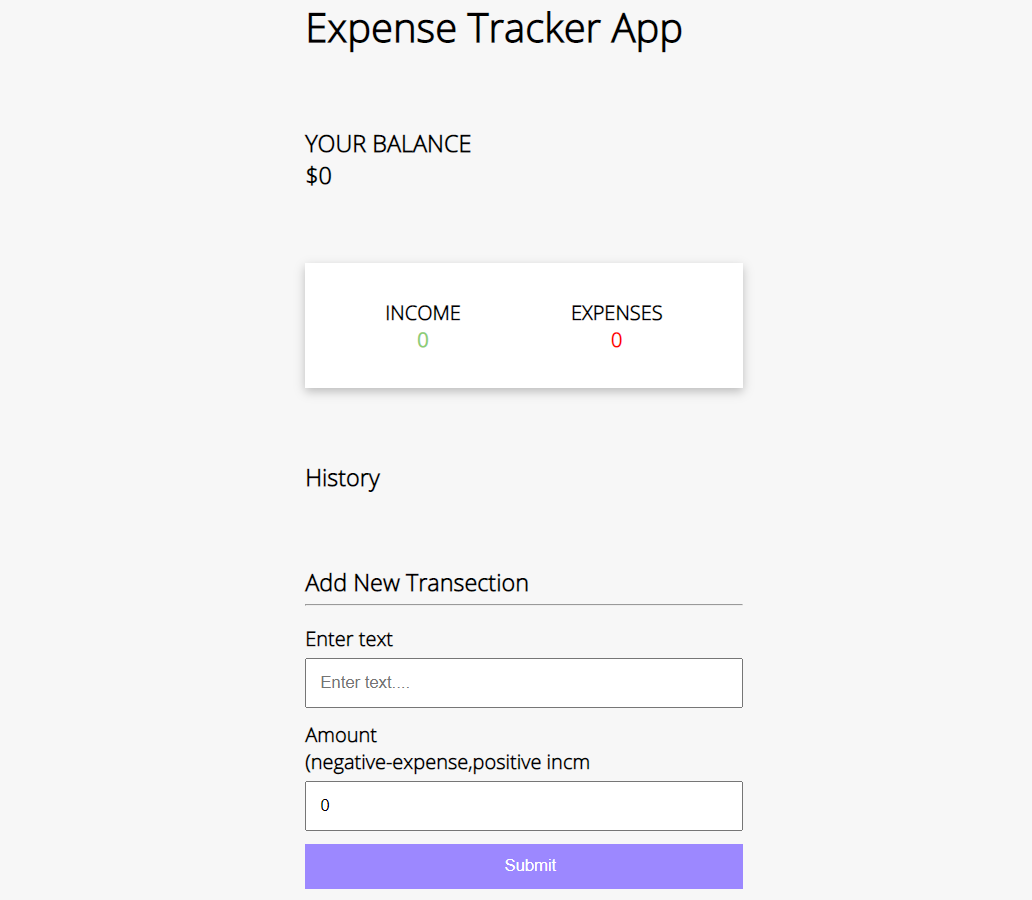 Expense Tracker App
YOUR BALANCE
$0
INCOME EXPENSES
0 0
History
Add New Transection
Enter text
Enter text....
Amount
(negative-expense,positive incm
0
Submit